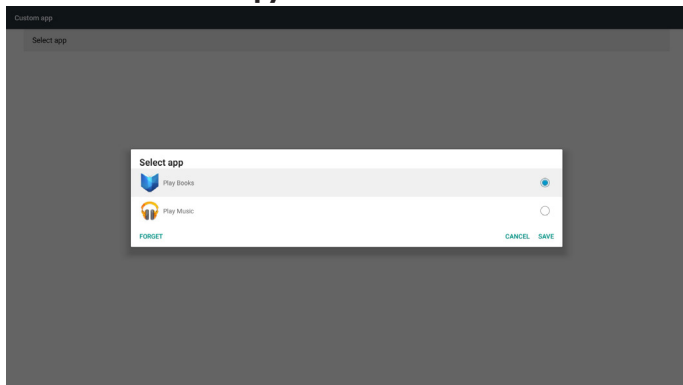 Custom app
Select app
Select app
Play Books
Play Music
FORGET
CANCEL SAVE